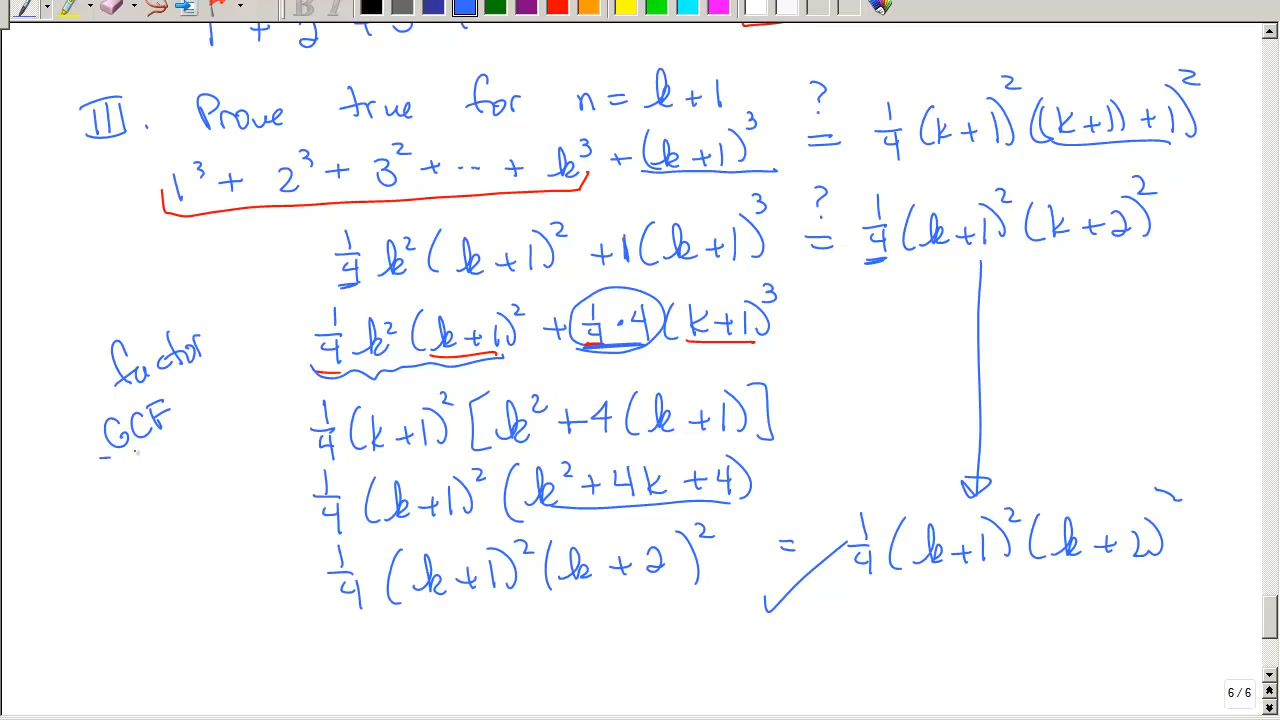 1 + 2
III. Prove true for n = k+1
1³ + 2³ + 3² + ... + k³ + (k+1)³ ?= 1/4 (k+1)² ((k+1)+1)²
1/4 k² (k+1)² + 1(k+1)³ ?= 1/4 (k+1)² (k+2)²
1/4 k² (k+1)² + 1/4 · 4 (k+1)³
factor
GCF
1/4 (k+1)² [k² + 4(k+1)]
1/4 (k+1)² (k² + 4k + 4)
1/4 (k+1)² (k+2)² = 1/4 (k+1)² (k+2)²
6/6